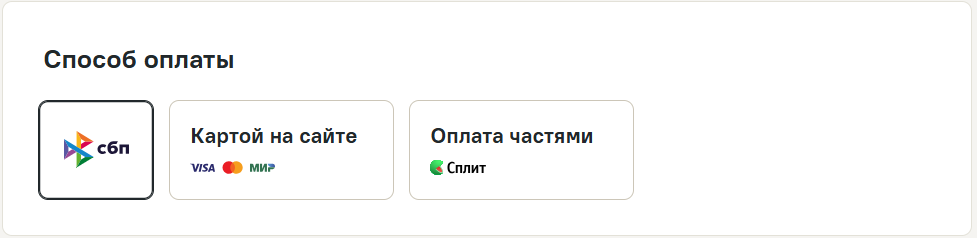 Способ оплаты
сбп
Картой на сайте
VISA МИР
Оплата частями
Сплит